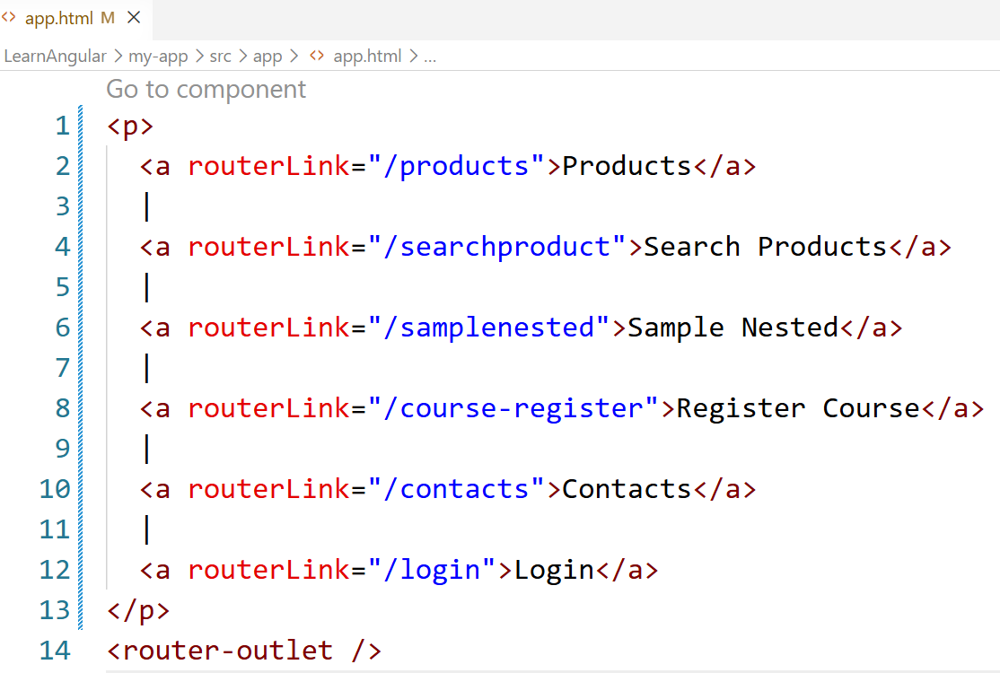 <> app.html M ×
LearnAngular > my-app > src > app > <> app.html > ...
Go to component
1 <p>
2   <a routerLink="/products">Products</a>
3   |
4   <a routerLink="/searchproduct">Search Products</a>
5   |
6   <a routerLink="/samplenested">Sample Nested</a>
7   |
8   <a routerLink="/course-register">Register Course</a>
9   |
10   <a routerLink="/contacts">Contacts</a>
11   |
12   <a routerLink="/login">Login</a>
13 </p>
14 <router-outlet />